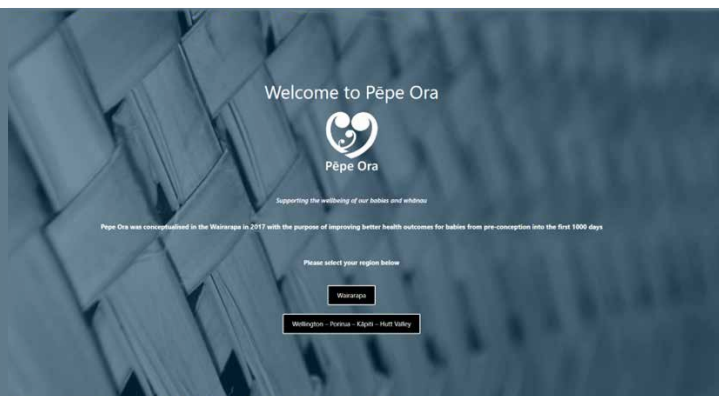 Welcome to Pēpe Ora
Pēpe Ora
Supporting the wellbeing of our babies and whānau
Pepe Ora was conceptualised in the Wairarapa in 2017 with the purpose of improving better health outcomes for babies from pre-conception into the first 1000 days
Please select your region below
Wairarapa
Wellington – Porirua – Kāpiti – Hutt Valley